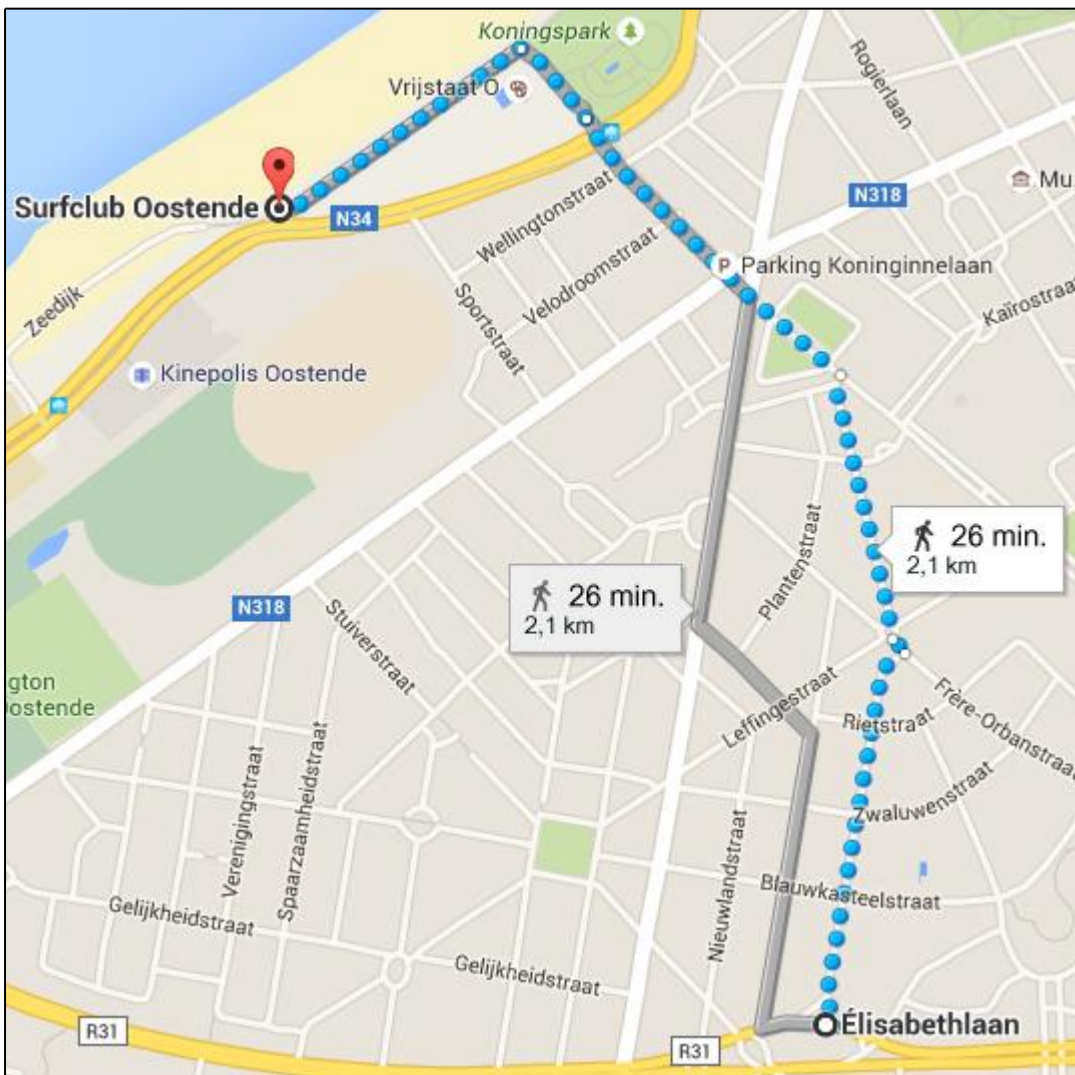 Koningspark
Vrijstaat O
Rogierlaan
Surfclub Oostende
N34
Wellingtonstraat
N318
Mu
Zeedijk
Sportstraat
Velodroomstraat
P Parking Koninginnelaan
Kaïrostraat
Kinepolis Oostende
Plantenstraat
26 min.
2,1 km
26 min.
2,1 km
N318
Stuiverstraat
gton
oostende
Leffingestraat
Rietstraat
Frère-Orbanstraat
Verenigingstraat
Spaarzaamheidstraat
Zwaluwenstraat
Nieuwlandstraat
Blauwkasteelstraat
Gelijkheidstraat
Gelijkheidstraat
R31
R31
Élisabethlaan